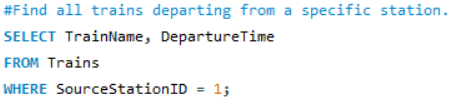 #Find all trains departing from a specific station.
SELECT TrainName, DepartureTime
FROM Trains
WHERE SourceStationID = 1;